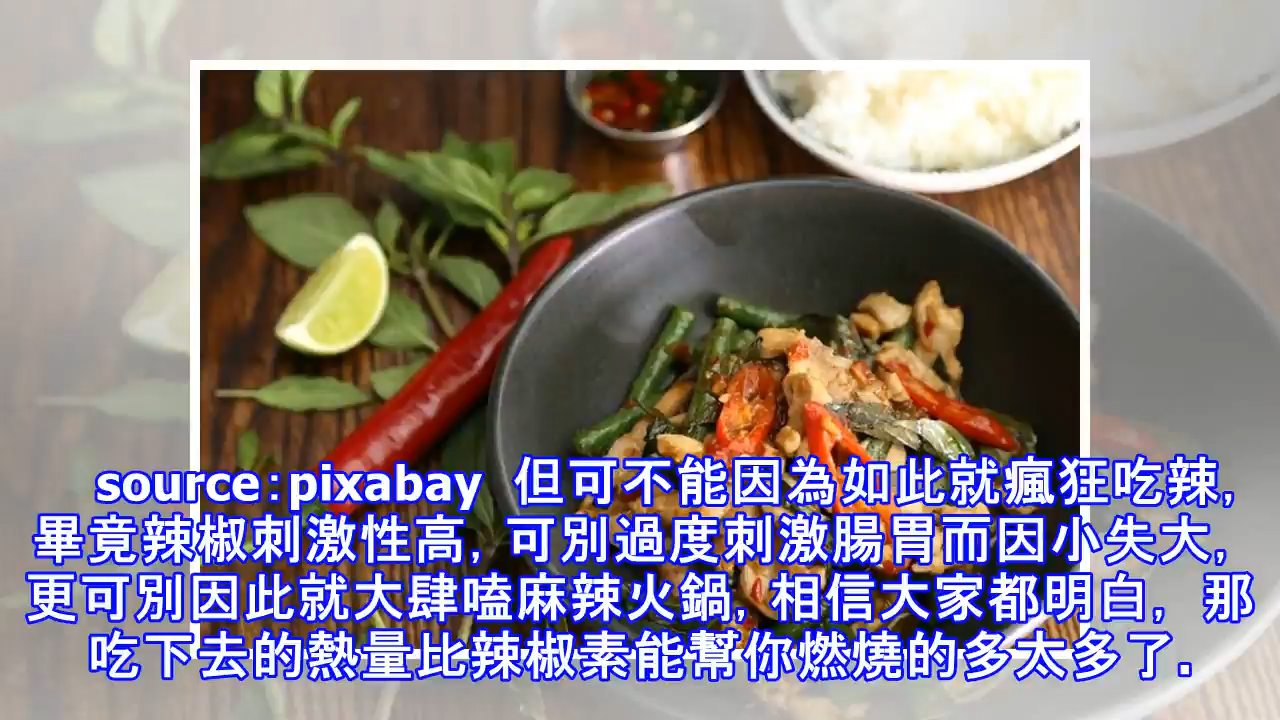 source:pixabay 但可不能因為如此就瘋狂吃辣,
畢竟辣椒刺激性高, 可別過度刺激腸胃而因小失大,
更可別因此就大肆嗑麻辣火鍋, 相信大家都明白, 那
吃下去的熱量比辣椒素能幫你燃燒的多太多了.